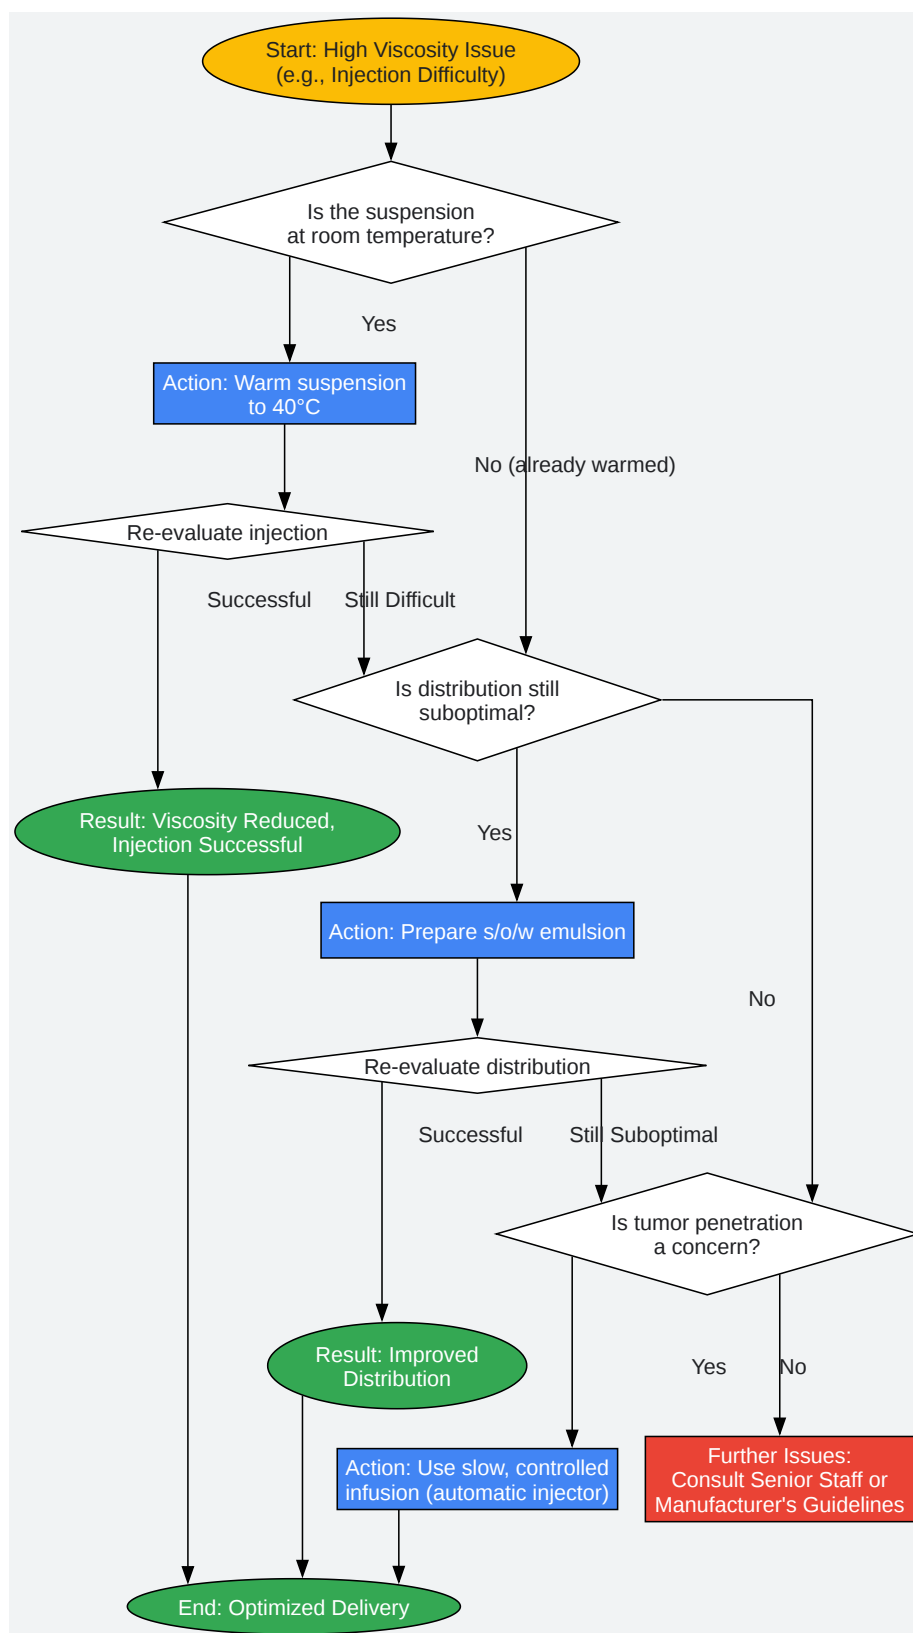 Start: High Viscosity Issue
(e.g., Injection Difficulty)
Is the suspension
at room temperature?
Yes
Action: Warm suspension
to 40°C
No (already warmed)
Re-evaluate injection
Successful
Still Difficult
Is distribution still
suboptimal?
Result: Viscosity Reduced,
Injection Successful
Yes
Action: Prepare s/o/w emulsion
No
Re-evaluate distribution
Successful
Still Suboptimal
Is tumor penetration
a concern?
Result: Improved
Distribution
Yes
No
Action: Use slow, controlled
infusion (automatic injector)
Further Issues:
Consult Senior Staff or
Manufacturer's Guidelines
End: Optimized Delivery